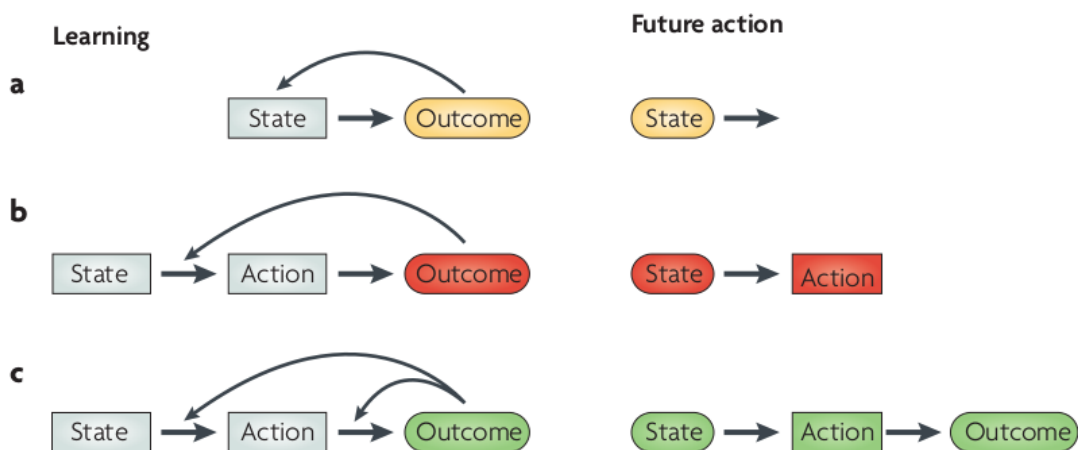 Learning
Future action
a
State
Outcome
State
b
State
Action
Outcome
State
Action
c
State
Action
Outcome
State
Action
Outcome